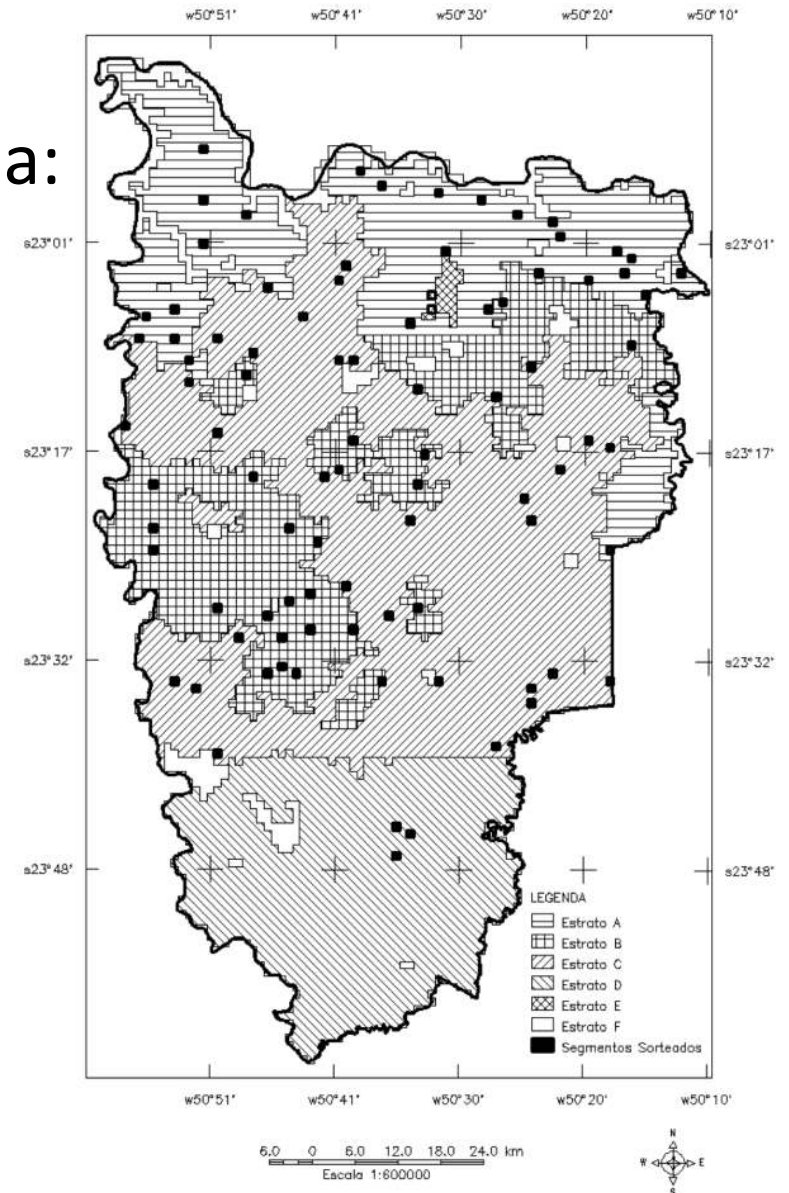 w50°51' w50°41' w50°30' w50°20' w50°10'
a:
s23°01' s23°01'
s23°17' s23°17'
s23°32' s23°32'
s23°48' s23°48'
LEGENDA
Estrato A
Estrato B
Estrato C
Estrato D
Estrato E
Estrato F
Segmentos Sorteados
w50°51' w50°41' w50°30' w50°20' w50°10'
6.0 0 6.0 12.0 18.0 24.0 km
Escala 1:600000
N
W E
S